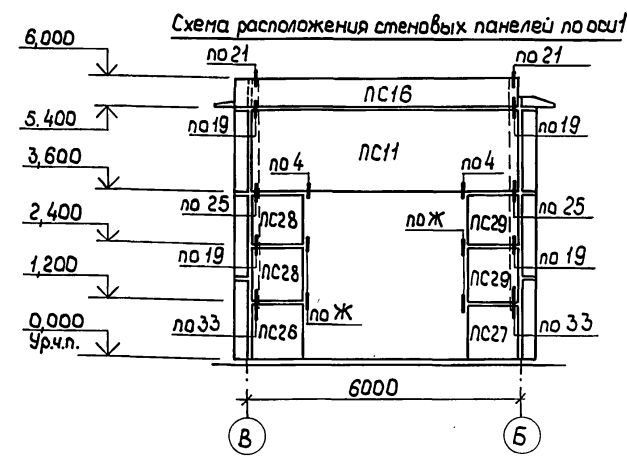 Схема расположения стеновых панелей по оси 1
6,000
по 21
по 21
ПС16
5.400
по 19
по 19
ПС11
3,600
по 4
по 4
по 25
ПС28
ПС29
по 25
2,400
по Ж
по 19
по 19
ПС28
ПС29
1,200
по Ж
0,000
Ур.ч.п.
по 33
ПС26
ПС27
по 33
6000
В
Б